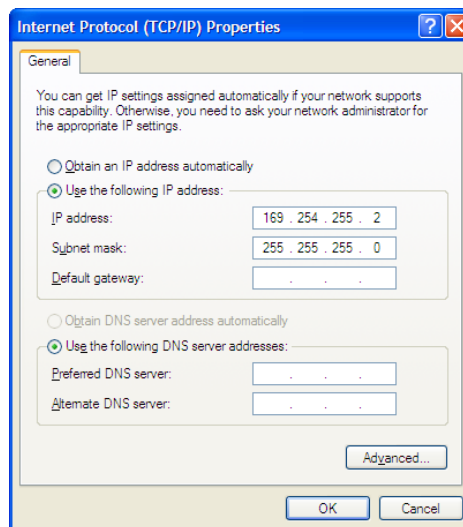 Internet Protocol (TCP/IP) Properties
General
You can get IP settings assigned automatically if your network supports
this capability. Otherwise, you need to ask your network administrator for
the appropriate IP settings.
Obtain an IP address automatically
Use the following IP address:
IP address: 169 . 254 . 255 . 2
Subnet mask: 255 . 255 . 255 . 0
Default gateway: . . .
Obtain DNS server address automatically
Use the following DNS server addresses:
Preferred DNS server: . . .
Alternate DNS server: . . .
Advanced...
OK Cancel